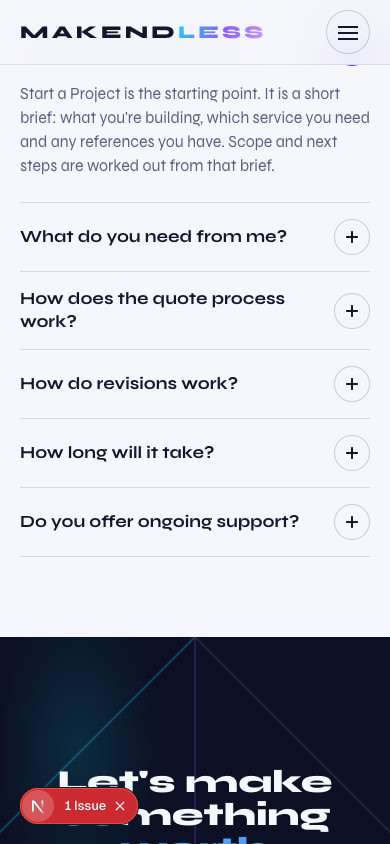 MAKENDLESS
Start a Project is the starting point. It is a short
brief: what you're building, which service you need
and any references you have. Scope and next
steps are worked out from that brief.
What do you need from me?
How does the quote process
work?
How do revisions work?
How long will it take?
Do you offer ongoing support?
Let's make
something
N 1 Issue